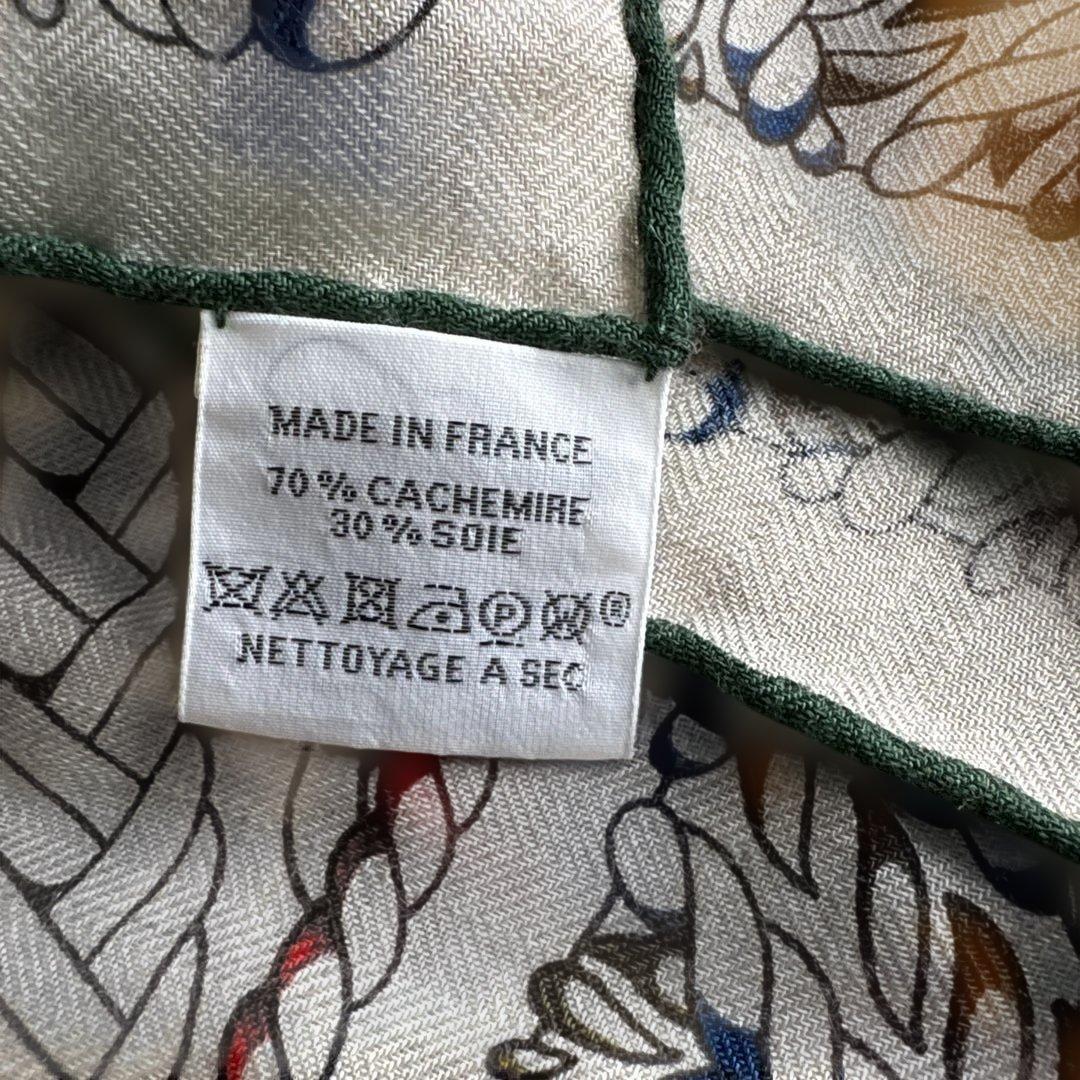 MADE IN FRANCE
70 % CACHEMIRE
30 % SOIE
P W ®
NETTOYAGE A SEC